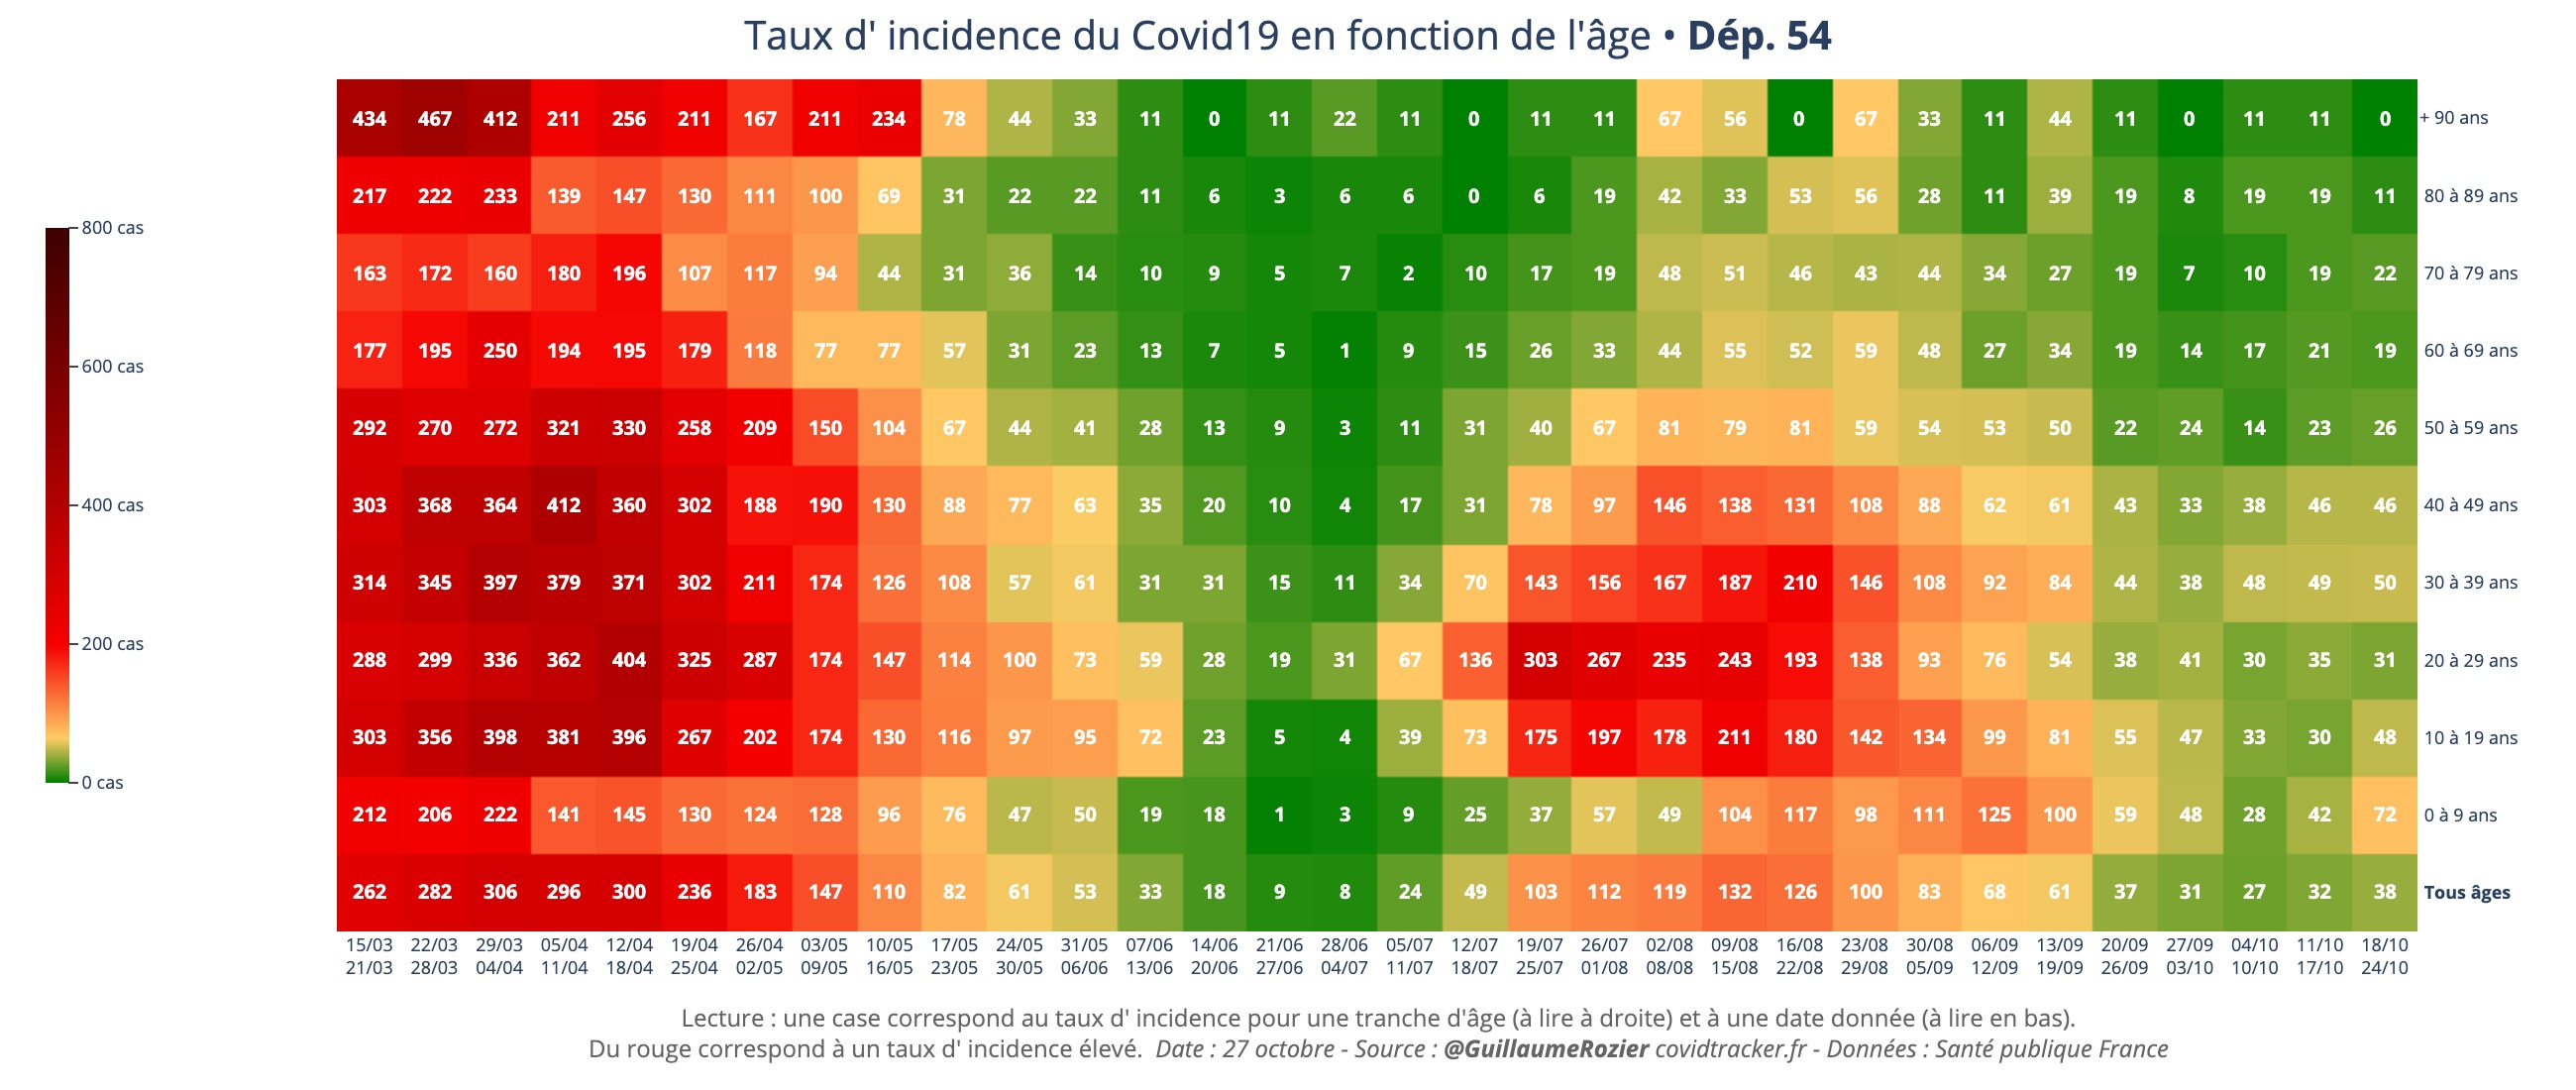 Taux d' incidence du Covid19 en fonction de l'âge • Dép. 54
800 cas
600 cas
400 cas
200 cas
0 cas
434 467 412 211 256 211 167 211 234 78 44 33 11 0 11 22 11 0 11 11 67 56 0 67 33 11 44 11 0 11 11 0 + 90 ans
217 222 233 139 147 130 111 100 69 31 22 22 11 6 3 6 6 0 6 19 42 33 53 56 28 11 39 19 8 19 19 11 80 à 89 ans
163 172 160 180 196 107 117 94 44 31 36 14 10 9 5 7 2 10 17 19 48 51 46 43 44 34 27 19 7 10 19 22 70 à 79 ans
177 195 250 194 195 179 118 77 77 57 31 23 13 7 5 1 9 15 26 33 44 55 52 59 48 27 34 19 14 17 21 19 60 à 69 ans
292 270 272 321 330 258 209 150 104 67 44 41 28 13 9 3 11 31 40 67 81 79 81 59 54 53 50 22 24 14 23 26 50 à 59 ans
303 368 364 412 360 302 188 190 130 88 77 63 35 20 10 4 17 31 78 97 146 138 131 108 88 62 61 43 33 38 46 46 40 à 49 ans
314 345 397 379 371 302 211 174 126 108 57 61 31 31 15 11 34 70 143 156 167 187 210 146 108 92 84 44 38 48 49 50 30 à 39 ans
288 299 336 362 404 325 287 174 147 114 100 73 59 28 19 31 67 136 303 267 235 243 193 138 93 76 54 38 41 30 35 31 20 à 29 ans
303 356 398 381 396 267 202 174 130 116 97 95 72 23 5 4 39 73 175 197 178 211 180 142 134 99 81 55 47 33 30 48 10 à 19 ans
212 206 222 141 145 130 124 128 96 76 47 50 19 18 1 3 9 25 37 57 49 104 117 98 111 125 100 59 48 28 42 72 0 à 9 ans
262 282 306 296 300 236 183 147 110 82 61 53 33 18 9 8 24 49 103 112 119 132 126 100 83 68 61 37 31 27 32 38 Tous âges
15/03 22/03 29/03 05/04 12/04 19/04 26/04 03/05 10/05 17/05 24/05 31/05 07/06 14/06 21/06 28/06 05/07 12/07 19/07 26/07 02/08 09/08 16/08 23/08 30/08 06/09 13/09 20/09 27/09 04/10 11/10 18/10
21/03 28/03 04/04 11/04 18/04 25/04 02/05 09/05 16/05 23/05 30/05 06/06 13/06 20/06 27/06 04/07 11/07 18/07 25/07 01/08 08/08 15/08 22/08 29/08 05/09 12/09 19/09 26/09 03/10 10/10 17/10 24/10
Lecture : une case correspond au taux d' incidence pour une tranche d'âge (à lire à droite) et à une date donnée (à lire en bas).
Du rouge correspond à un taux d' incidence élevé. Date : 27 octobre - Source : @GuillaumeRozier covidtracker.fr - Données : Santé publique France